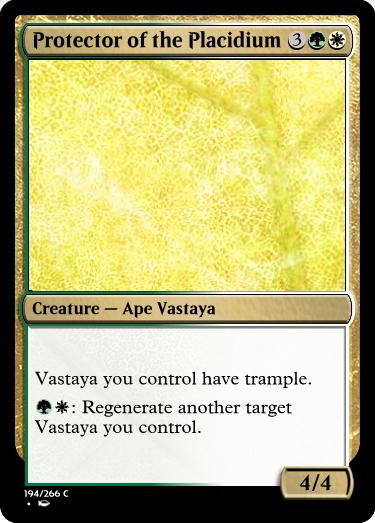 Protector of the Placidium 3
Creature — Ape Vastaya
Vastaya you control have trample.
: Regenerate another target
Vastaya you control.
4/4
194/266 C